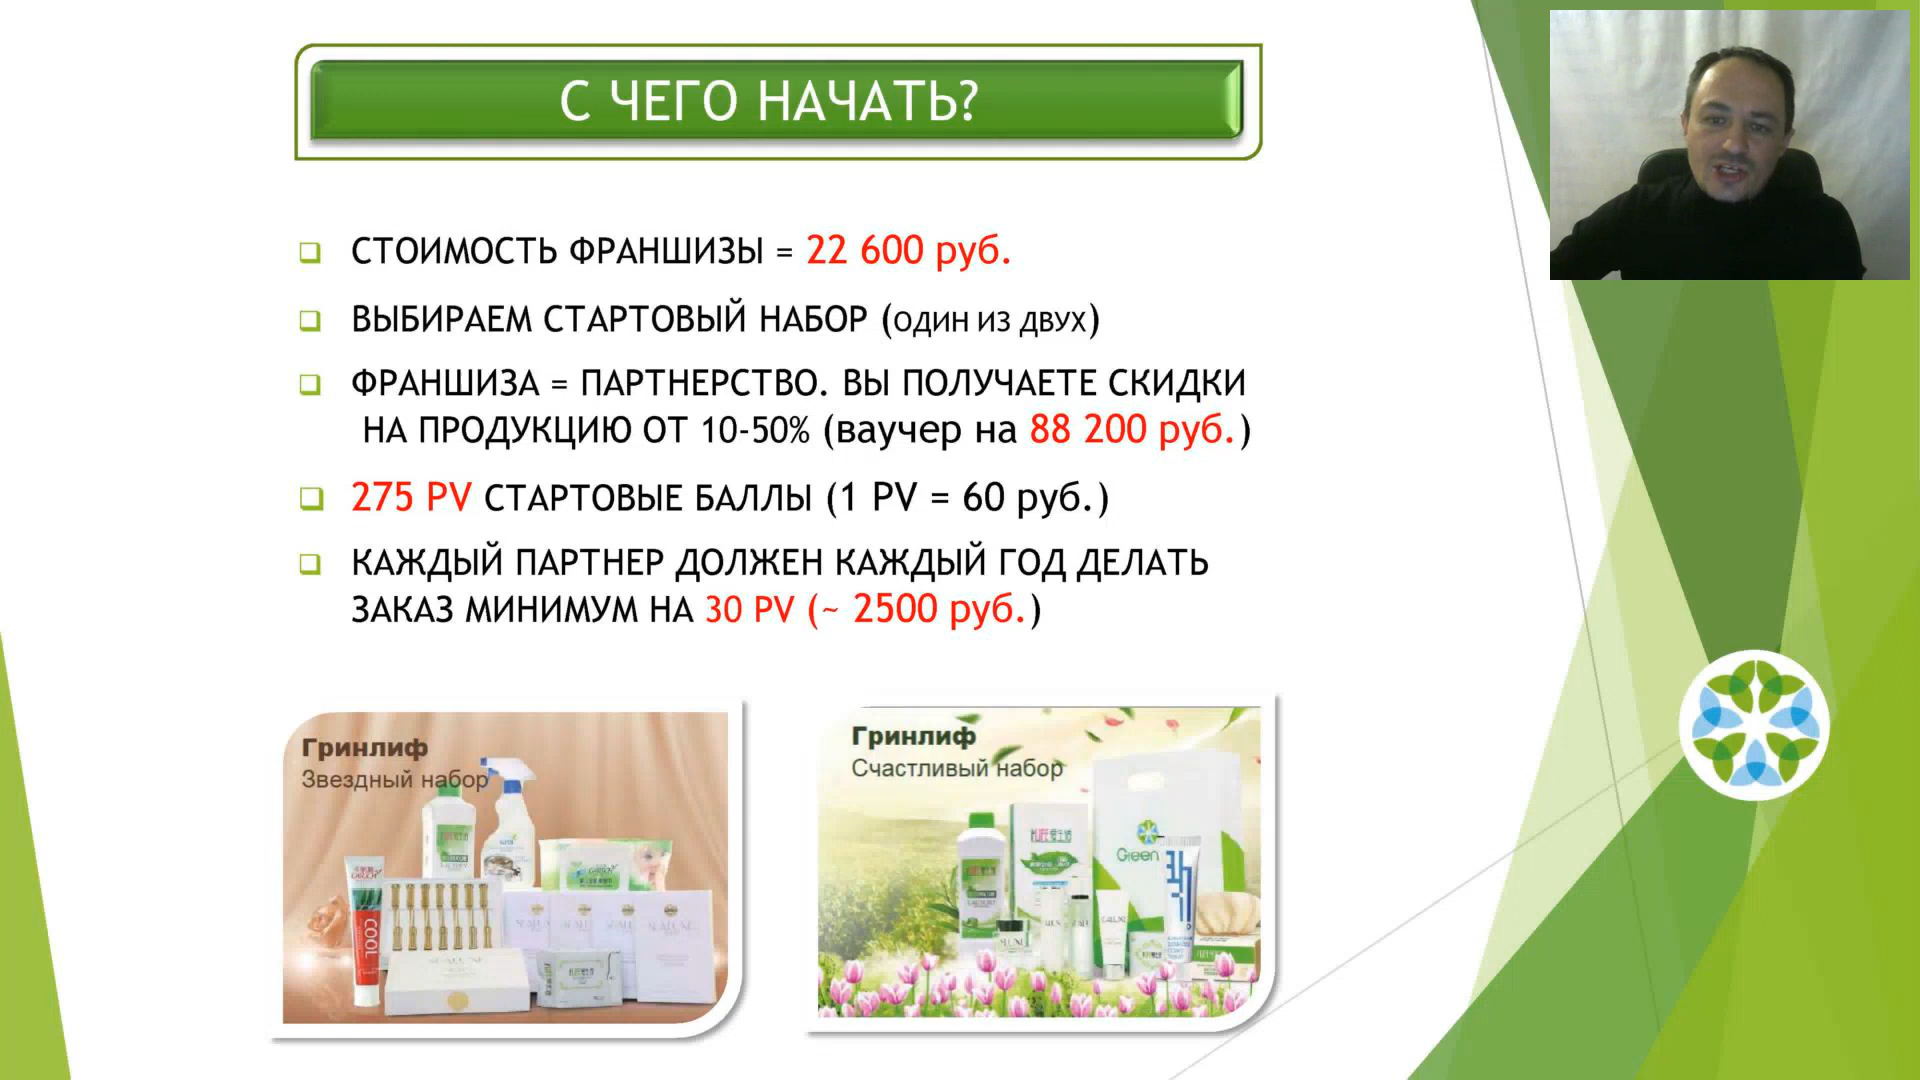 С ЧЕГО НАЧАТЬ?
СТОИМОСТЬ ФРАНШИЗЫ = 22 600 руб.
ВЫБИРАЕМ СТАРТОВЫЙ НАБОР (ОДИН ИЗ ДВУХ)
ФРАНШИЗА = ПАРТНЕРСТВО. ВЫ ПОЛУЧАЕТЕ СКИДКИ
НА ПРОДУКЦИЮ ОТ 10-50% (ваучер на 88 200 руб.)
275 PV СТАРТОВЫЕ БАЛЛЫ (1 PV = 60 руб.)
КАЖДЫЙ ПАРТНЕР ДОЛЖЕН КАЖДЫЙ ГОД ДЕЛАТЬ
ЗАКАЗ МИНИМУМ НА 30 PV (~ 2500 руб.)
Гринлиф
Звездный набор
COOL
Гринлиф
Счастливый набор
Green